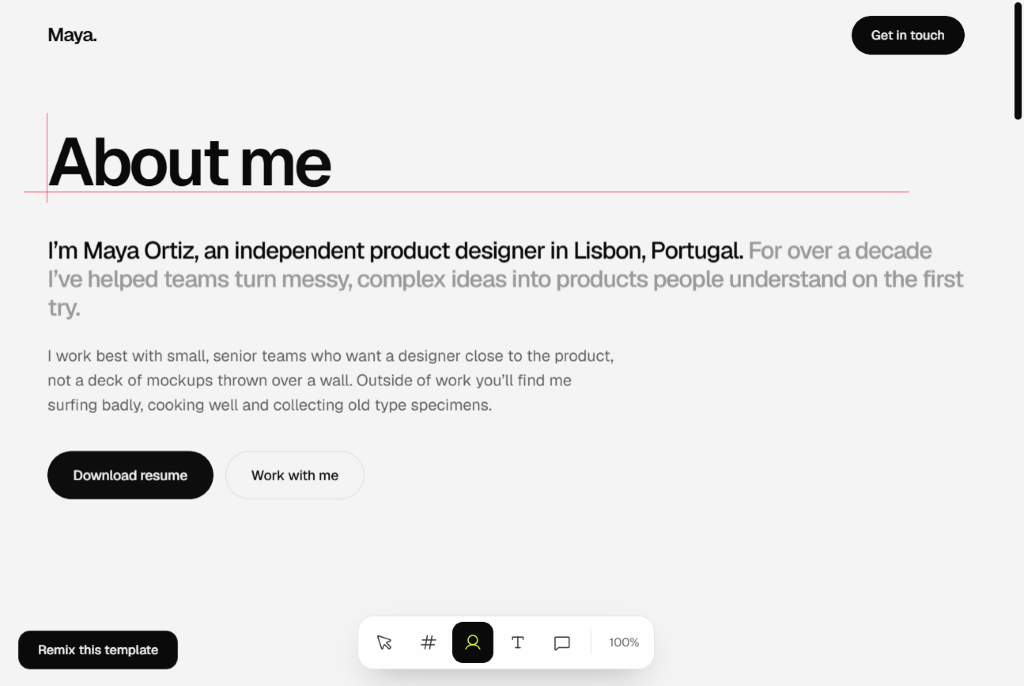 Maya.
Get in touch
About me
I’m Maya Ortiz, an independent product designer in Lisbon, Portugal. For over a decade
I’ve helped teams turn messy, complex ideas into products people understand on the first
try.
I work best with small, senior teams who want a designer close to the product,
not a deck of mockups thrown over a wall. Outside of work you’ll find me
surfing badly, cooking well and collecting old type specimens.
Download resume
Work with me
Remix this template
100%